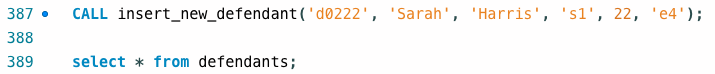 387 CALL insert_new_defendant('d0222', 'Sarah', 'Harris', 's1', 22, 'e4');
388
389 select * from defendants;